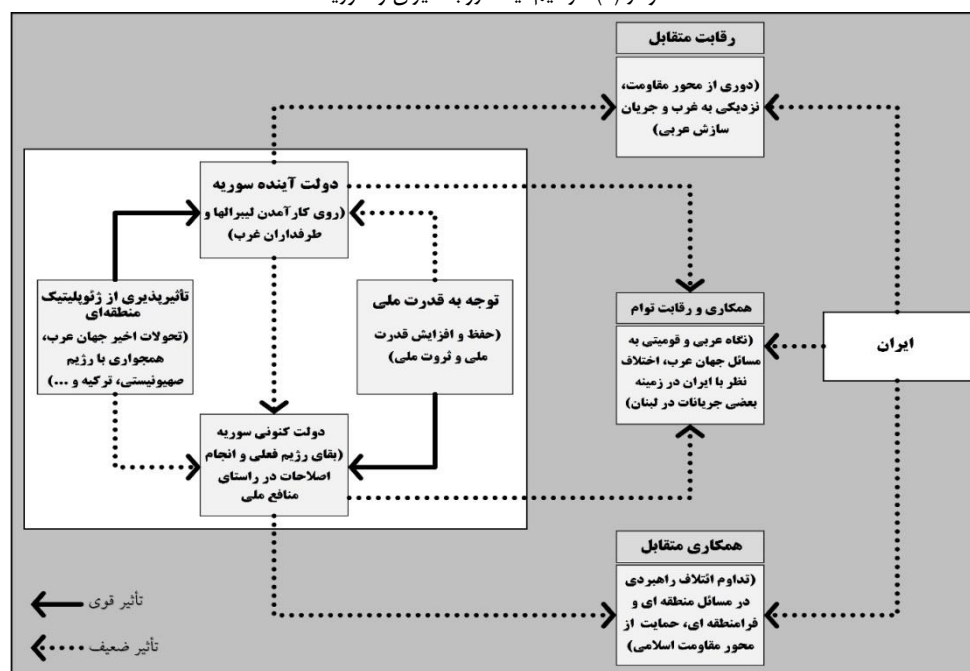 رقابت متقابل
(دوری از محور مقاومت،
نزدیکی به غرب و جریان
سازش عربی)
دولت آینده سوریه
(روی کارآمدن لیبرالها و
طرفداران غرب)
تأثیرپذیری از ژئوپلیتیک
منطقه‌ای
(تحولات اخیر جهان عرب،
همجواری با رژیم
صهیونیستی، ترکیه و ...)
توجه به قدرت ملی
(حفظ و افزایش قدرت
ملی و ثروت ملی)
همکاری و رقابت توام
(نگاه عربی و قومیتی به
مسائل جهان عرب، اختلاف
نظر با ایران در زمینه
بعضی جریانات در لبنان)
ایران
دولت کنونی سوریه
(بقای رژیم فعلی و انجام
اصلاحات در راستای
منافع ملی
همکاری متقابل
(تداوم ائتلاف راهبردی
در مسائل منطقه ای و
فرامنطقه ای، حمایت از
محور مقاومت اسلامی)
تأثیر قوی
تأثیر ضعیف